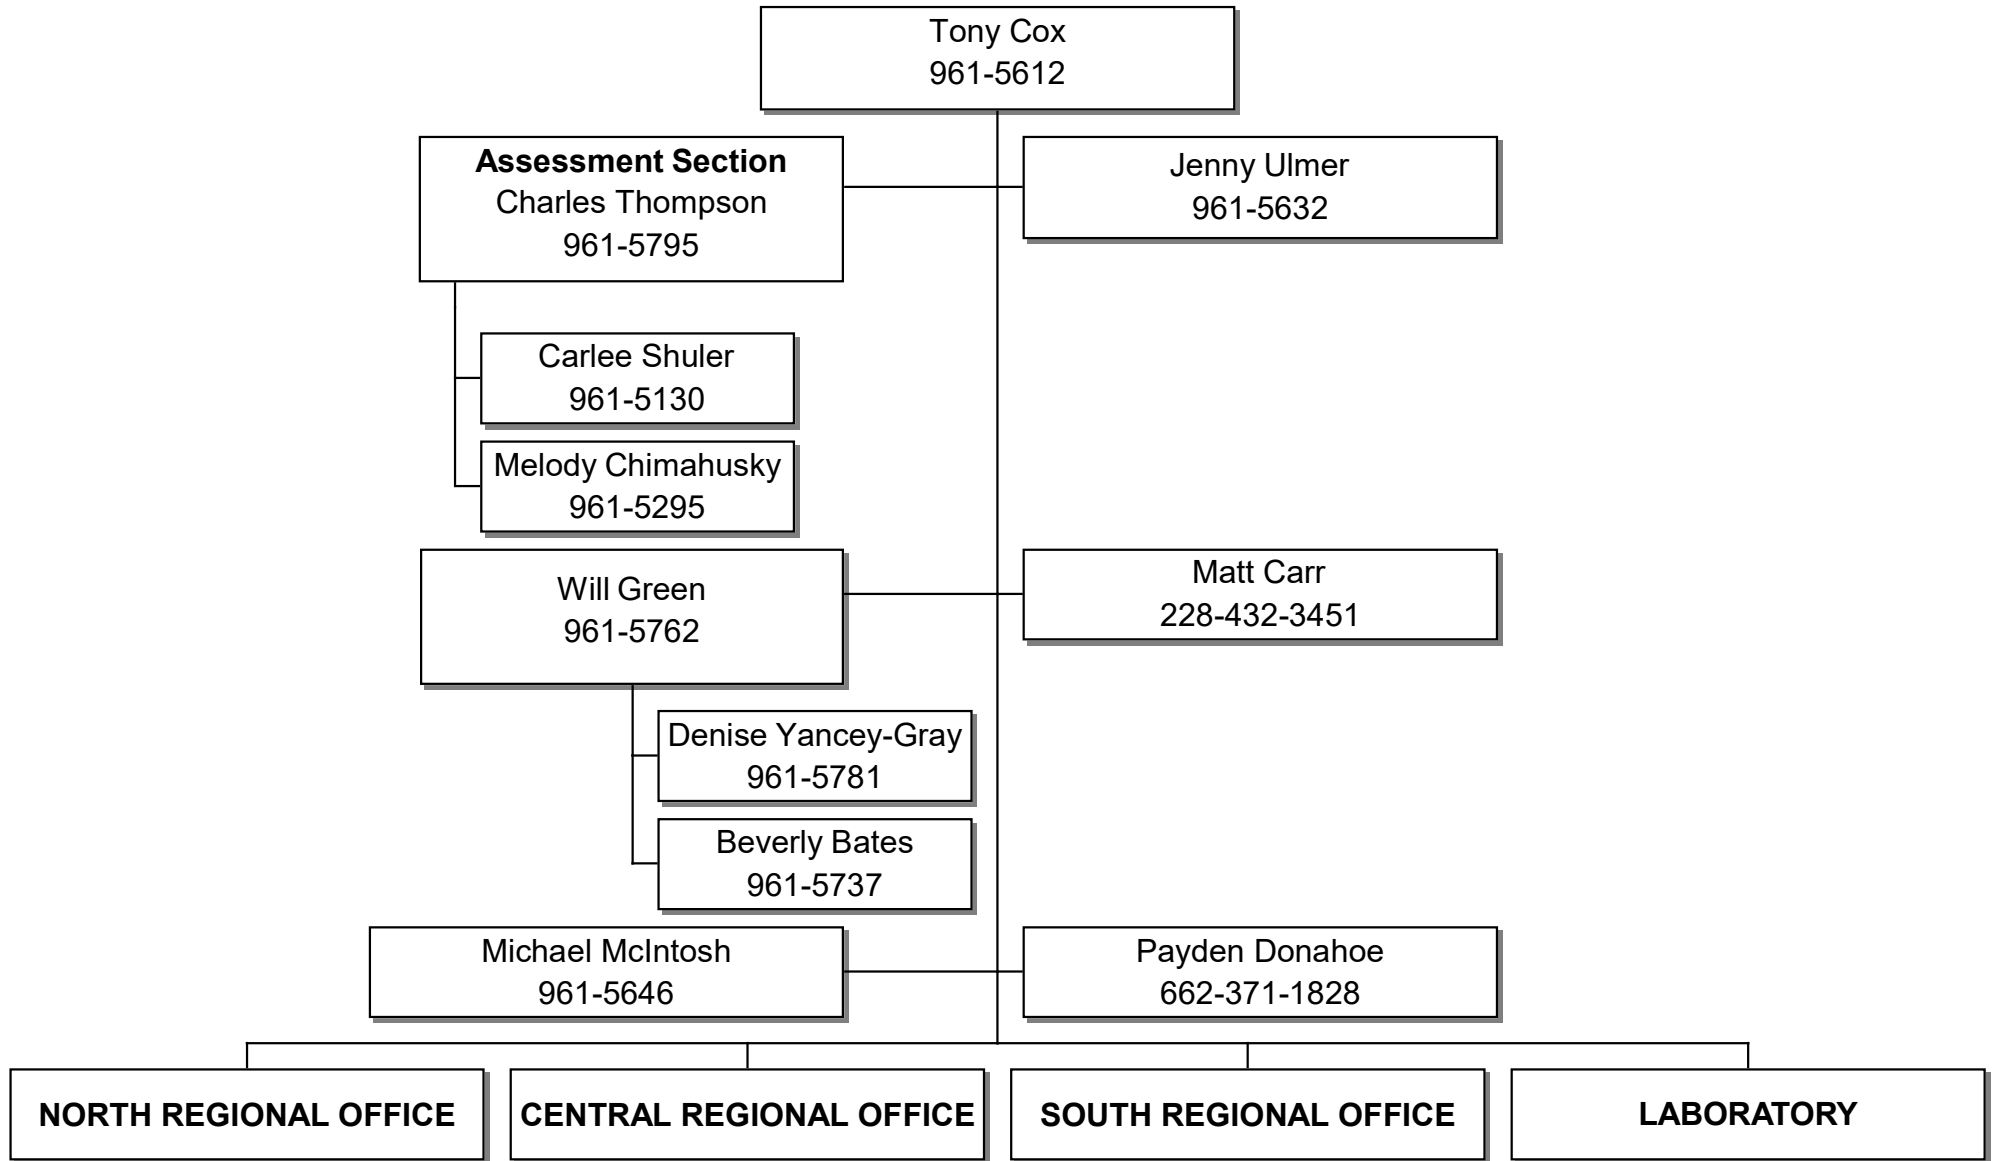 Tony Cox
961-5612
Assessment Section
Charles Thompson
961-5795
Jenny Ulmer
961-5632
Carlee Shuler
961-5130
Melody Chimahusky
961-5295
Will Green
961-5762
Matt Carr
228-432-3451
Denise Yancey-Gray
961-5781
Beverly Bates
961-5737
Michael McIntosh
961-5646
Payden Donahoe
662-371-1828
NORTH REGIONAL OFFICE
CENTRAL REGIONAL OFFICE
SOUTH REGIONAL OFFICE
LABORATORY